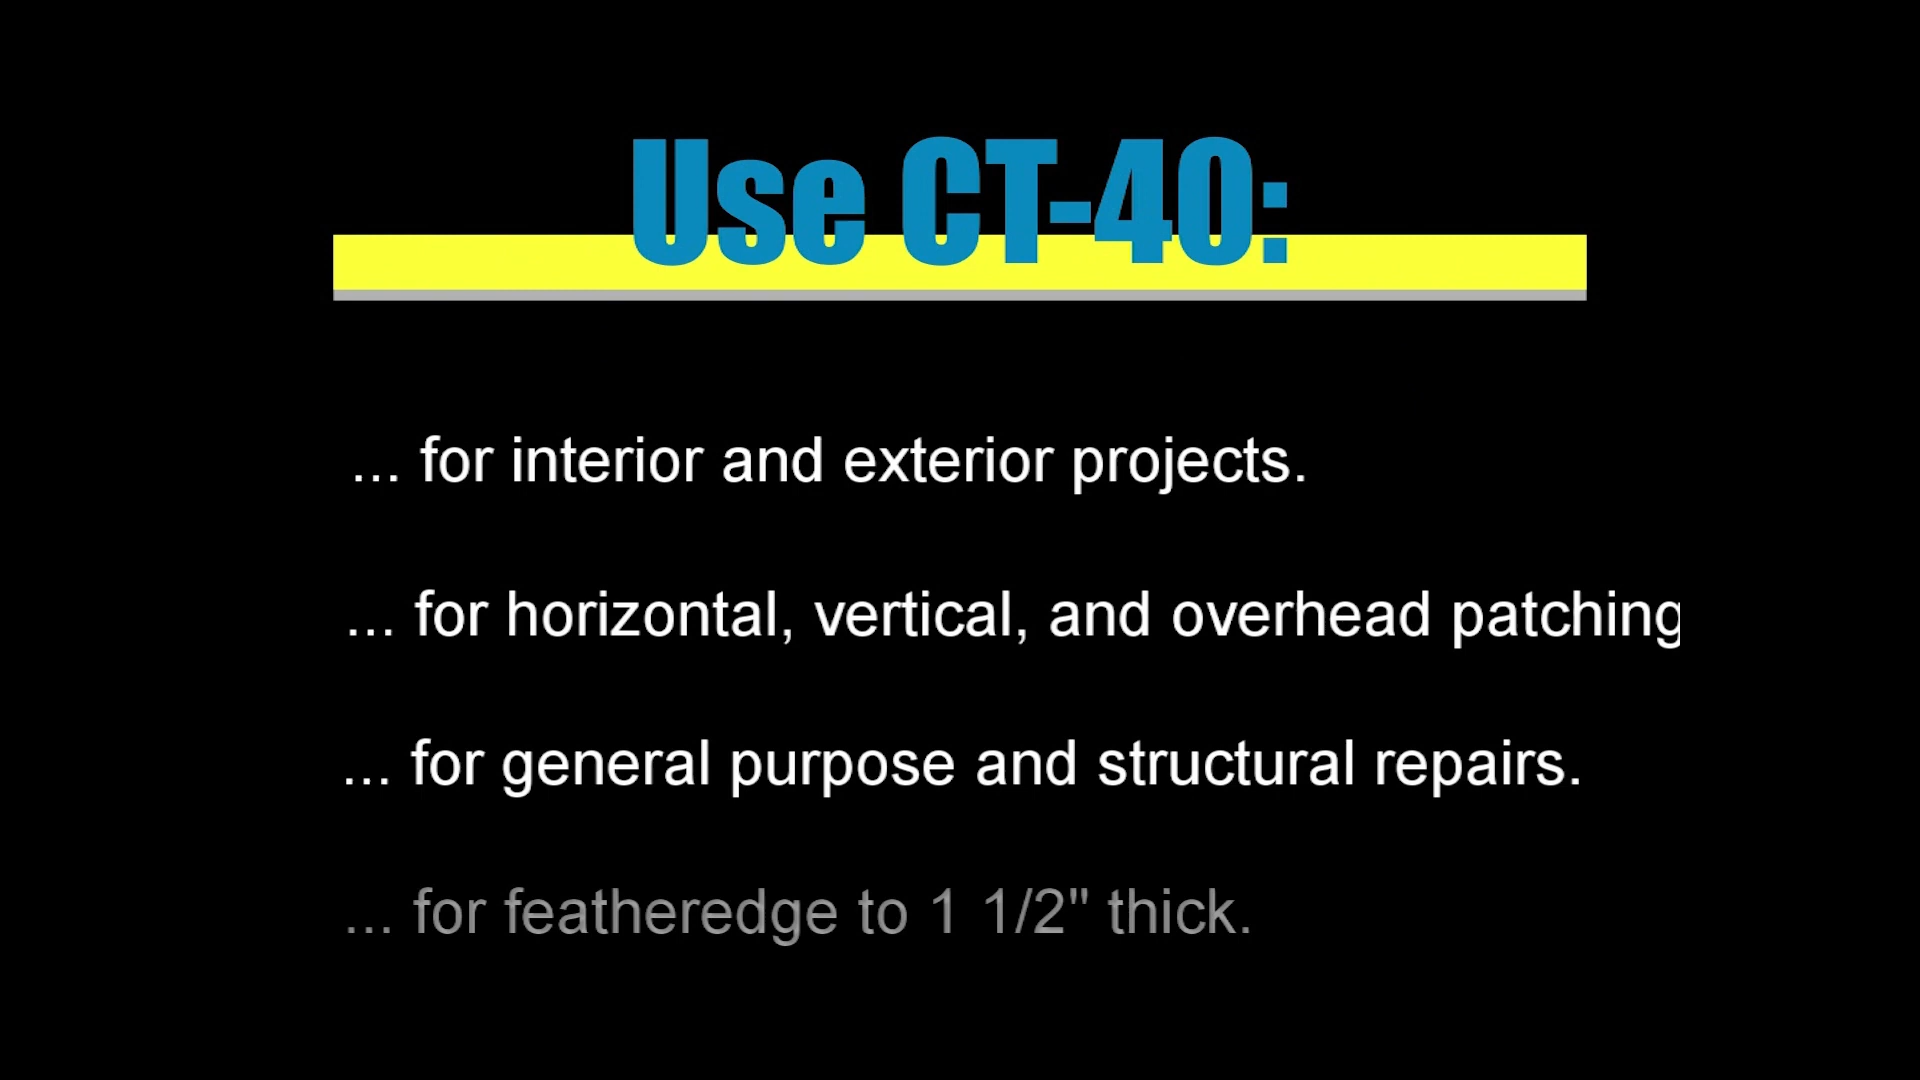 Use CT-40:
... for interior and exterior projects.
... for horizontal, vertical, and overhead patching
... for general purpose and structural repairs.
... for featheredge to 1 1/2" thick.